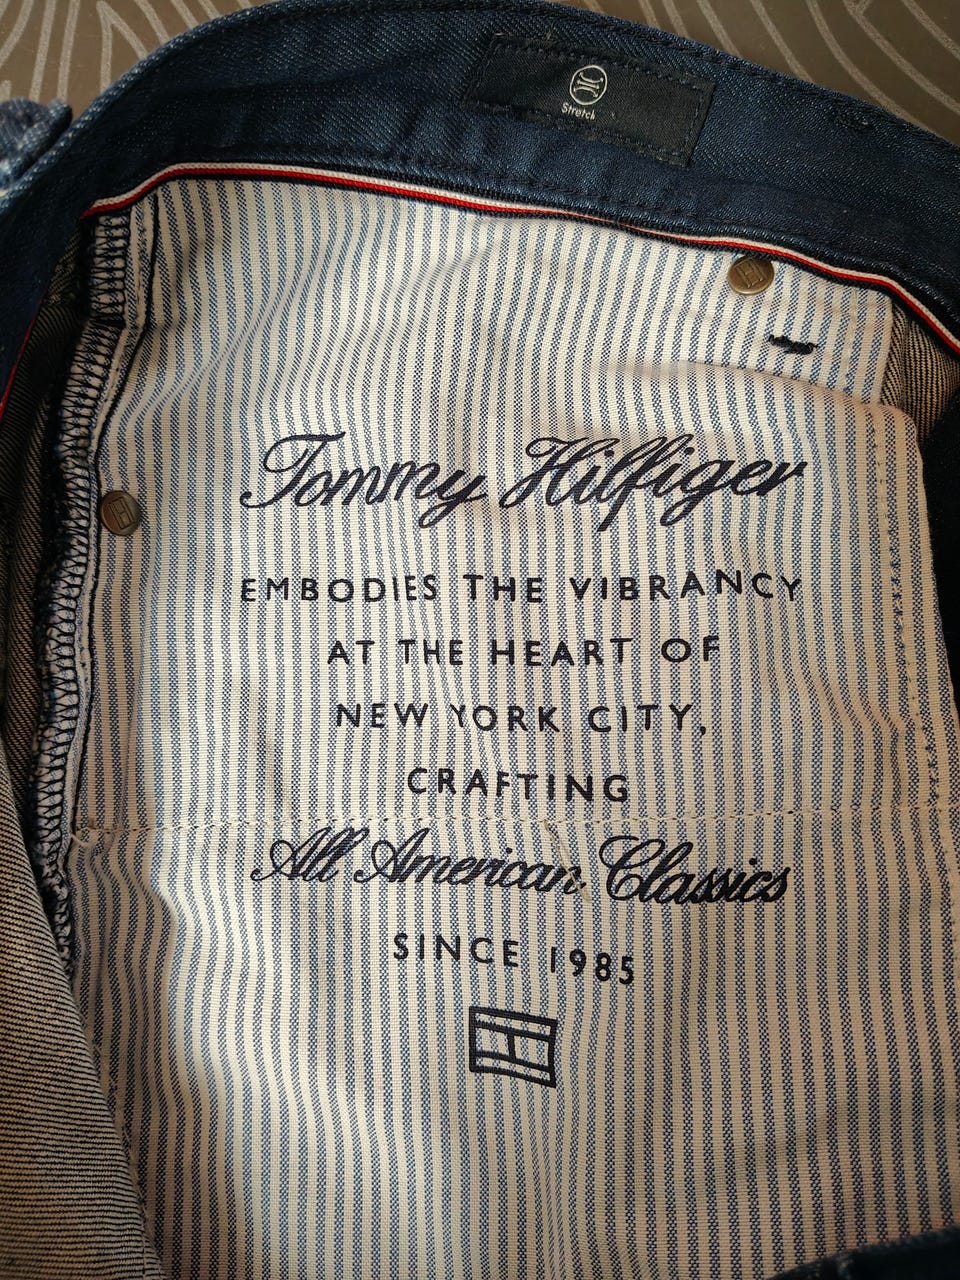 Stretch
Tommy Hilfiger
EMBODIES THE VIBRANCY
AT THE HEART OF
NEW YORK CITY,
CRAFTING
All American Classics
SINCE 1985